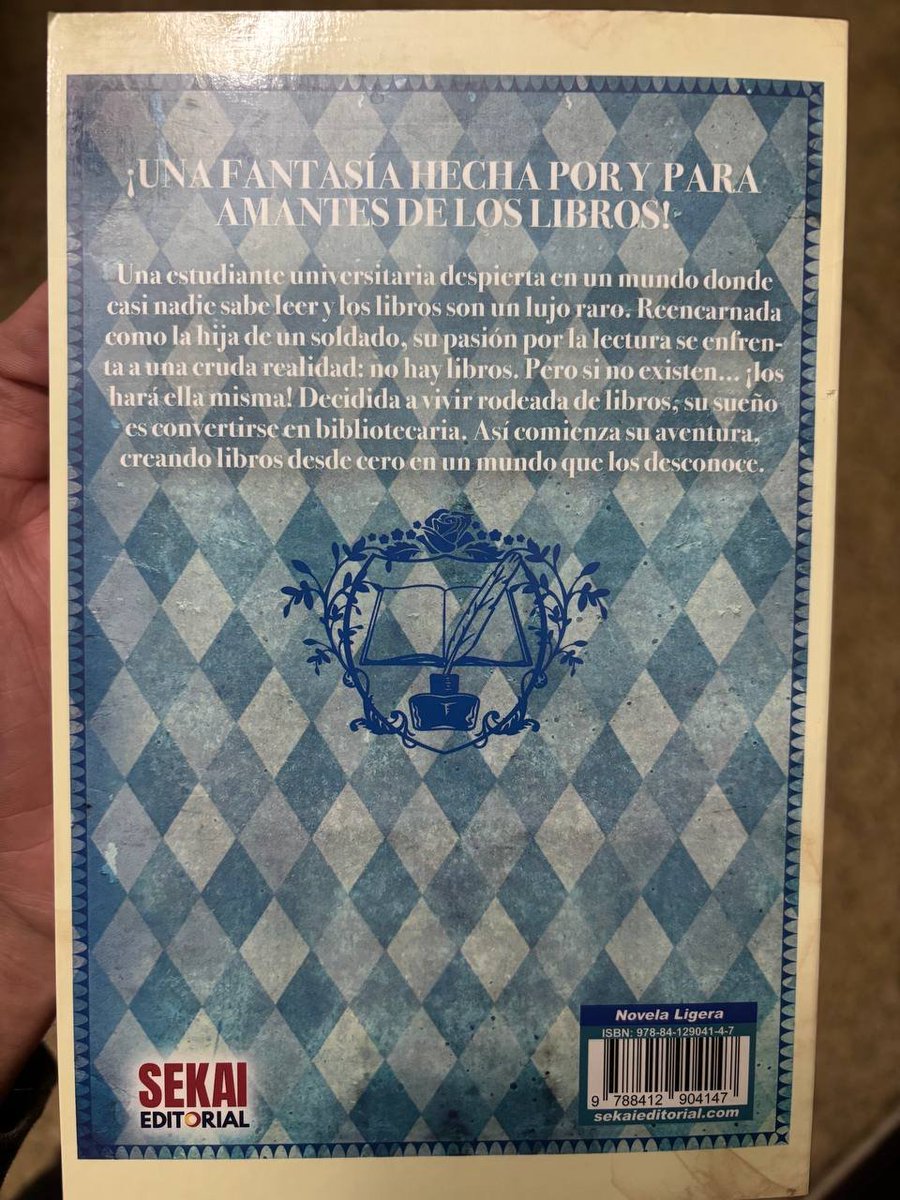 ¡UNA FANTASÍA HECHA POR Y PARA
AMANTES DE LOS LIBROS!
Una estudiante universitaria despierta en un mundo donde
casi nadie sabe leer y los libros son un lujo raro. Reencarnada
como la hija de un soldado, su pasión por la lectura se enfren-
ta a una cruda realidad: no hay libros. Pero si no existen... ¡los
hará ella misma! Decidida a vivir rodeada de libros, su sueño
es convertirse en bibliotecaria. Así comienza su aventura,
creando libros desde cero en un mundo que los desconoce.
SEKAI
EDITORIAL
Novela Ligera
ISBN: 978-84-129041-4-7
9 788412 904147
sekaieditorial.com